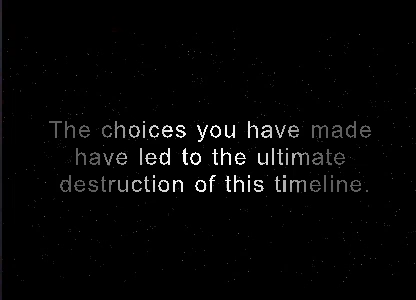 The choices you have made
have led to the ultimate
destruction of this timeline.